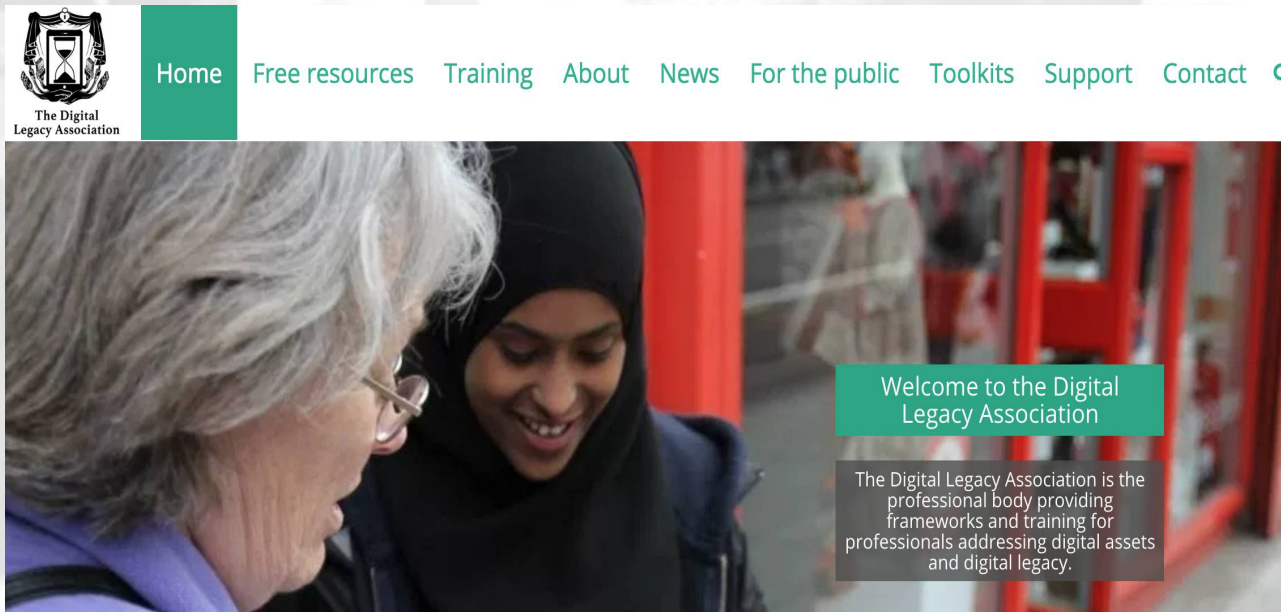 The Digital
Legacy Association
Home
Free resources
Training
About
News
For the public
Toolkits
Support
Contact
Welcome to the Digital
Legacy Association
The Digital Legacy Association is the
professional body providing
frameworks and training for
professionals addressing digital assets
and digital legacy.